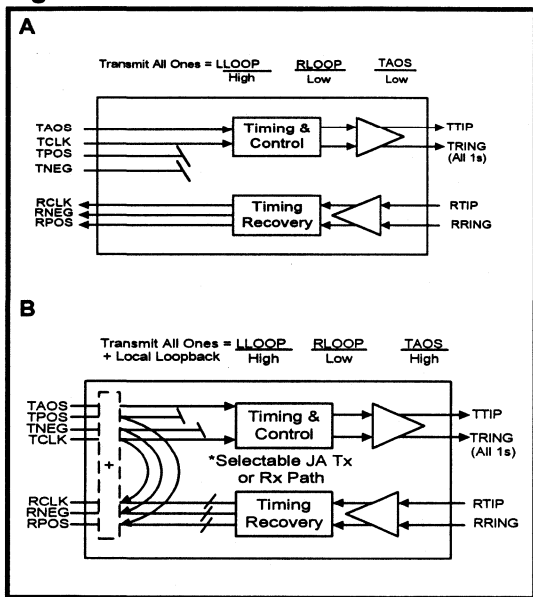 A
Transmit All Ones = LLOOP RLOOP TAOS
High Low Low
TAOS
TCLK
TPOS
TNEG
Timing &
Control
TTIP
TRING
(All 1s)
RCLK
RNEG
RPOS
Timing
Recovery
RTIP
RRING
B
Transmit All Ones = LLOOP RLOOP TAOS
+ Local Loopback High Low High
TAOS
TPOS
TNEG
TCLK
+
Timing &
Control
TTIP
TRING
(All 1s)
*Selectable JA Tx
or Rx Path
RCLK
RNEG
RPOS
Timing
Recovery
RTIP
RRING